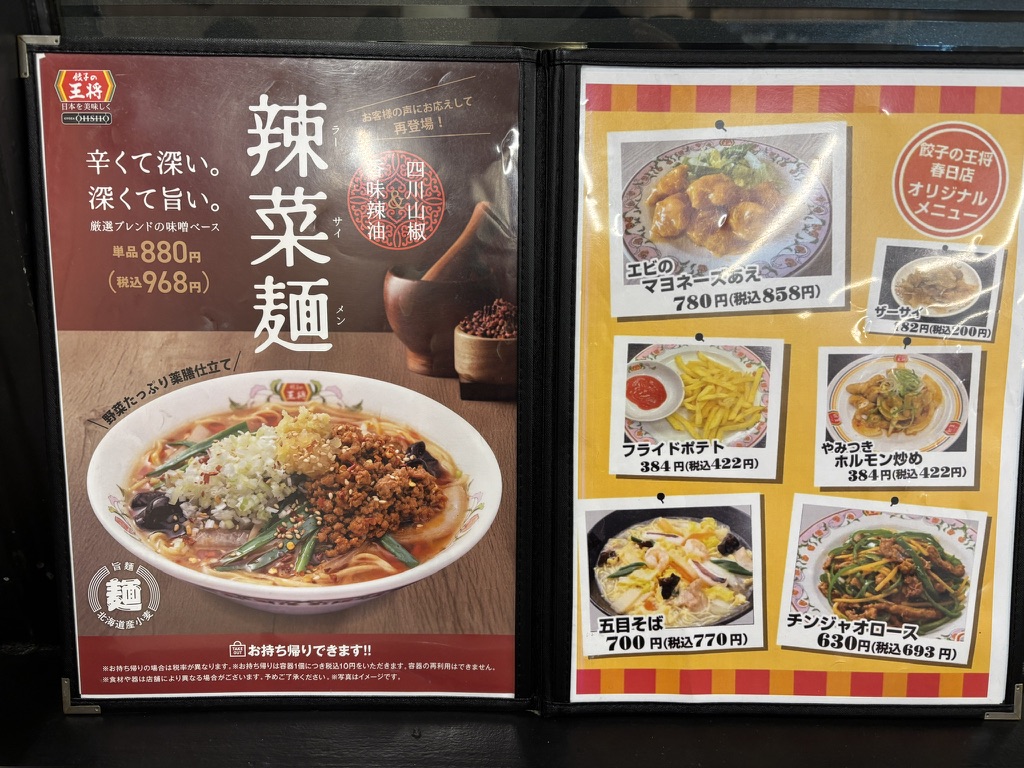 餃子の
王将
日本を美味しく
OHSHO
辛くて深い。
深くて旨い。
厳選ブレンドの味噌ベース
単品880円
(税込968円)
辣菜麺
ラー
サイ
メン
お客様の声にお応えして
再登場!
四川山椒
&
香味辣油
野菜たっぷり薬膳仕立て
王将
旨麺
麺
北海道産小麦
TAKE OUT
お持ち帰りできます!!
※お持ち帰りの場合は税率が異なります。※お持ち帰りは容器1個につき税込10円をいただきます。容器の再利用はできません。
※食材や器は店舗により異なる場合がございます。予めご了承ください。※写真はイメージです。
餃子の王将
春日店
オリジナル
メニュー
エビの
マヨネーズあえ
780円(税込858円)
ザーサイ
182円(税込200円)
フライドポテト
384円(税込422円)
やみつき
ホルモン炒め
384円(税込422円)
五目そば
700円(税込770円)
チンジャオロース
630円(税込693円)